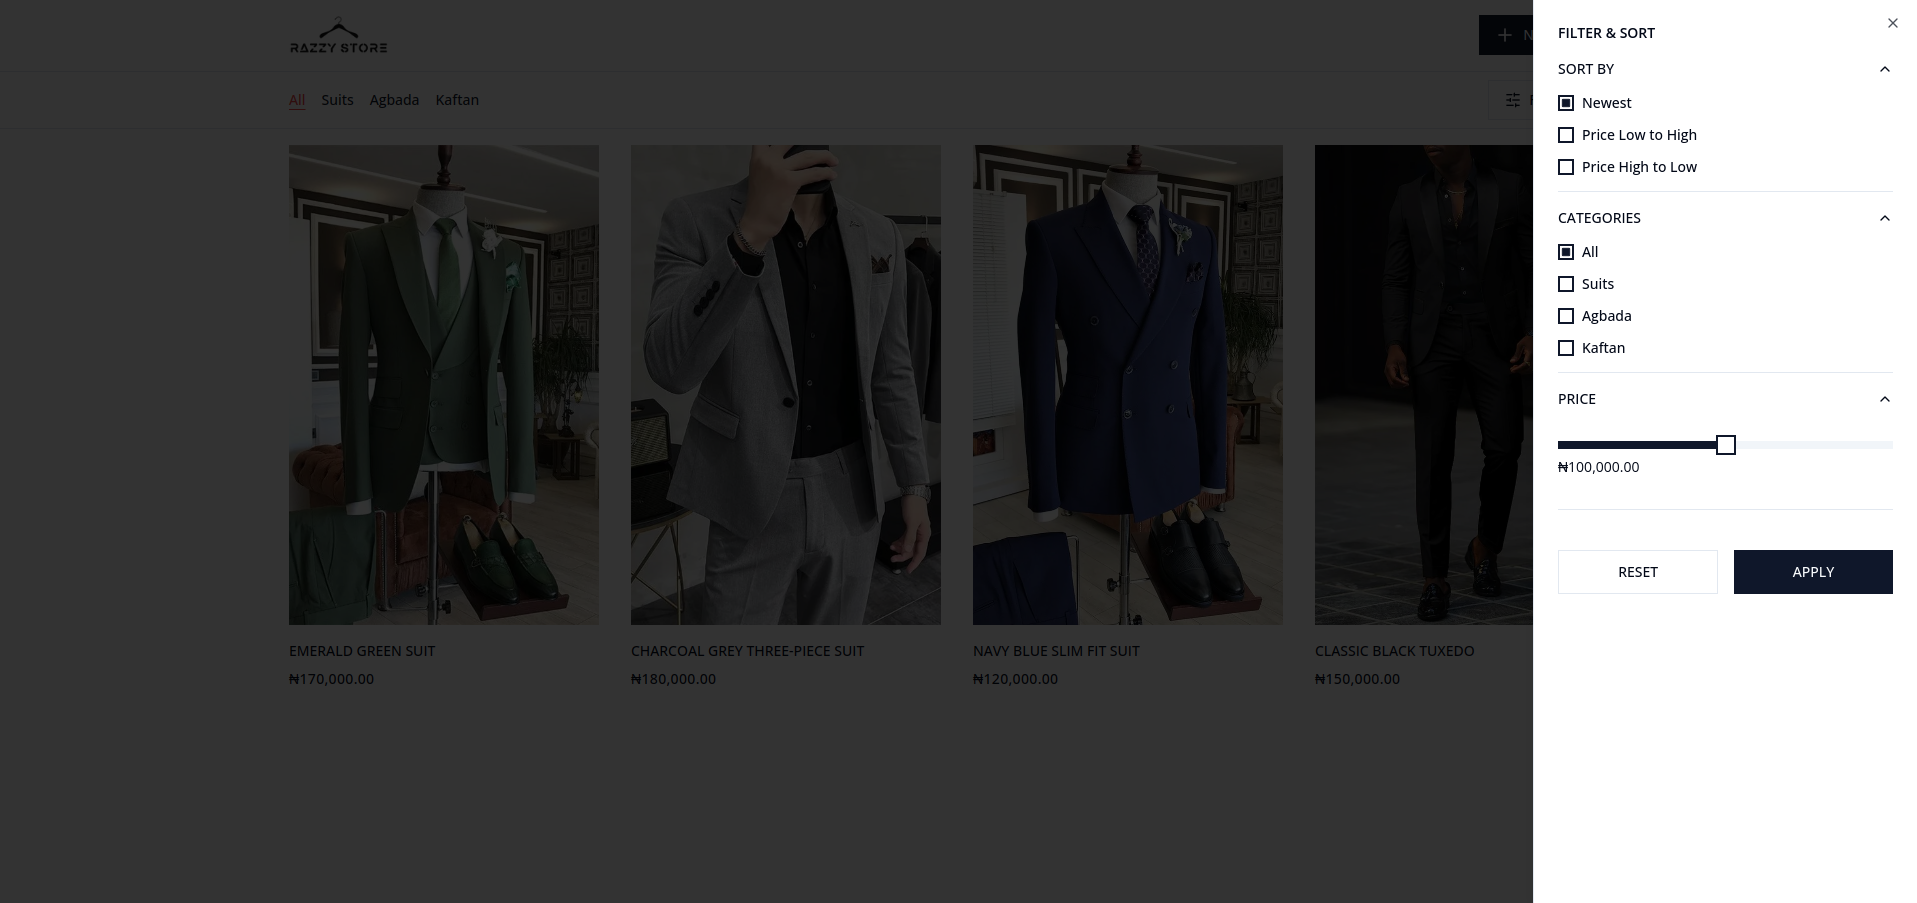 RAZZY STORE
All Suits Agbada Kaftan
EMERALD GREEN SUIT
₦170,000.00
CHARCOAL GREY THREE-PIECE SUIT
₦180,000.00
NAVY BLUE SLIM FIT SUIT
₦120,000.00
CLASSIC BLACK TUXEDO
₦150,000.00
FILTER & SORT
SORT BY
Newest
Price Low to High
Price High to Low
CATEGORIES
All
Suits
Agbada
Kaftan
PRICE
₦100,000.00
RESET
APPLY